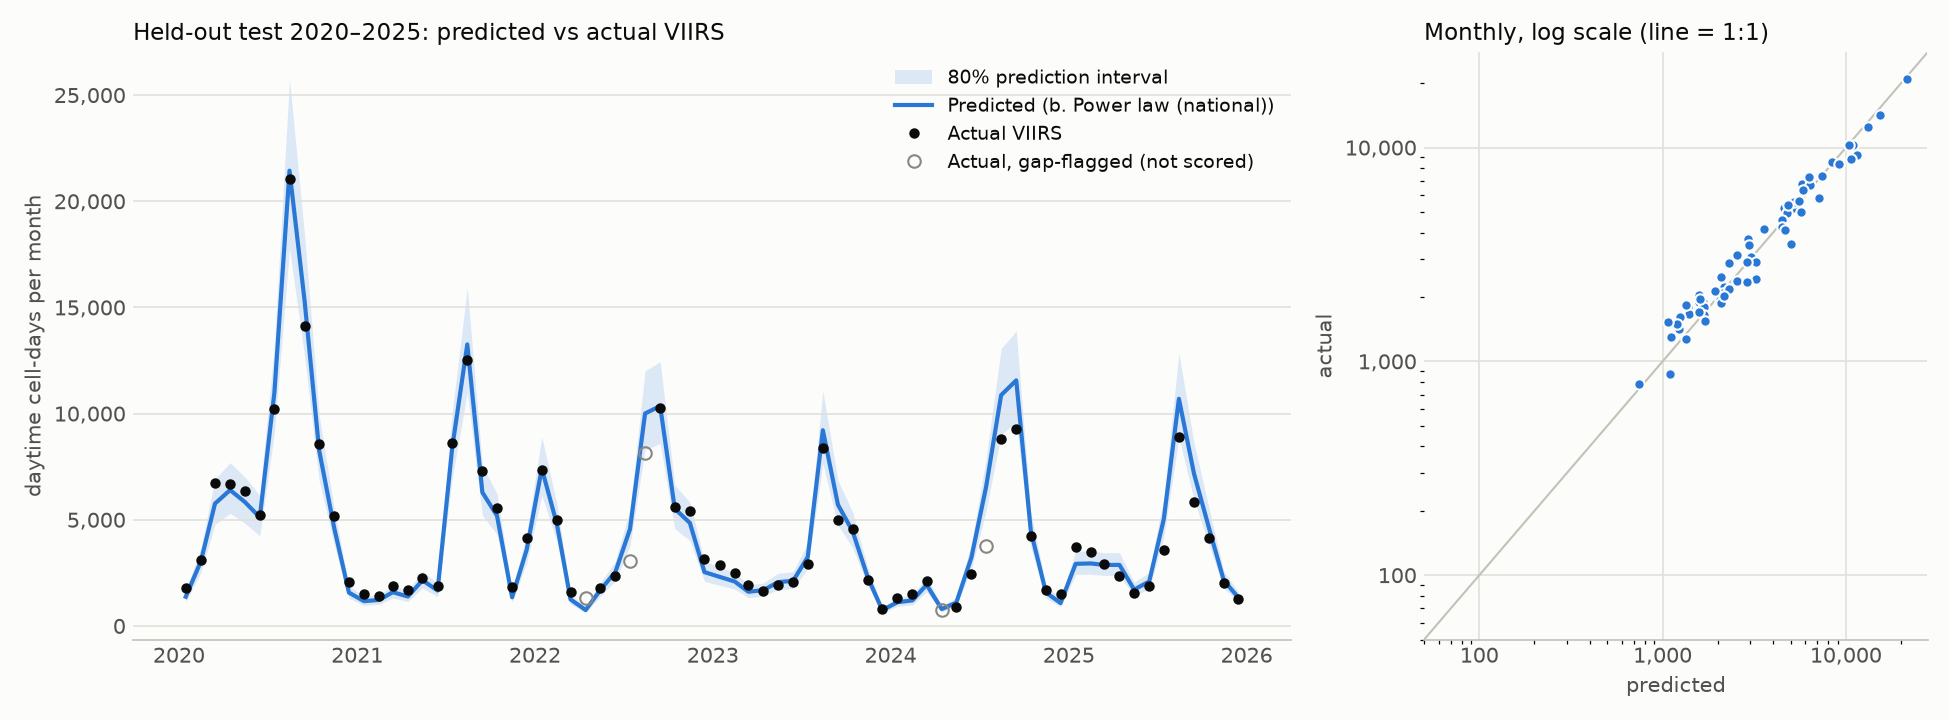 Held-out test 2020–2025: predicted vs actual VIIRS
80% prediction interval
Predicted (b. Power law (national))
Actual VIIRS
Actual, gap-flagged (not scored)
daytime cell-days per month
25,000
20,000
15,000
10,000
5,000
0
2020
2021
2022
2023
2024
2025
2026
Monthly, log scale (line = 1:1)
actual
10,000
1,000
100
100
1,000
10,000
predicted